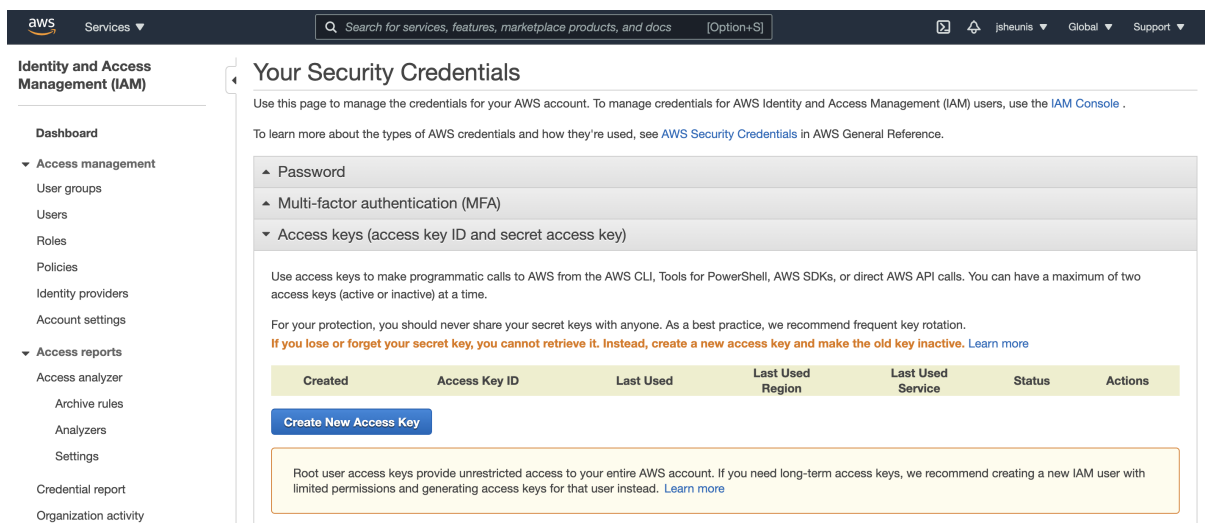 aws
Services ▼
Search for services, features, marketplace products, and docs [Option+S]
jsheunis ▼
Global ▼
Support ▼
Identity and Access
Management (IAM)
Dashboard
Access management
User groups
Users
Roles
Policies
Identity providers
Account settings
Access reports
Access analyzer
Archive rules
Analyzers
Settings
Credential report
Organization activity
Your Security Credentials
Use this page to manage the credentials for your AWS account. To manage credentials for AWS Identity and Access Management (IAM) users, use the IAM Console .
To learn more about the types of AWS credentials and how they're used, see AWS Security Credentials in AWS General Reference.
Password
Multi-factor authentication (MFA)
Access keys (access key ID and secret access key)
Use access keys to make programmatic calls to AWS from the AWS CLI, Tools for PowerShell, AWS SDKs, or direct AWS API calls. You can have a maximum of two
access keys (active or inactive) at a time.
For your protection, you should never share your secret keys with anyone. As a best practice, we recommend frequent key rotation.
If you lose or forget your secret key, you cannot retrieve it. Instead, create a new access key and make the old key inactive. Learn more
Created Access Key ID Last Used Last Used Region Last Used Service Status Actions
Create New Access Key
Root user access keys provide unrestricted access to your entire AWS account. If you need long-term access keys, we recommend creating a new IAM user with
limited permissions and generating access keys for that user instead. Learn more